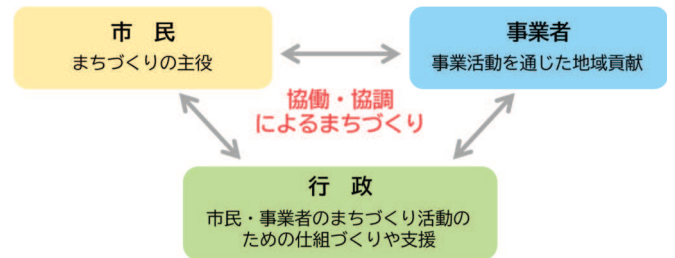 市　民
まちづくりの主役
事業者
事業活動を通じた地域貢献
協働・協調
によるまちづくり
行　政
市民・事業者のまちづくり活動の
ための仕組づくりや支援